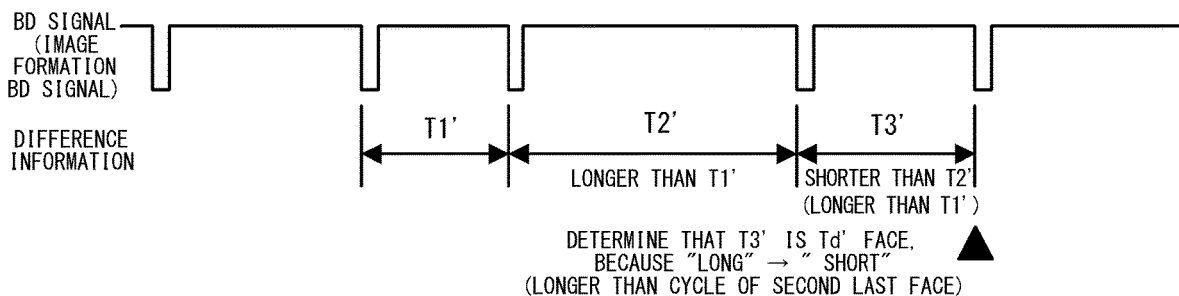 BD SIGNAL
(IMAGE
FORMATION
BD SIGNAL)
DIFFERENCE
INFORMATION
T1'
T2'
T3'
LONGER THAN T1'
SHORTER THAN T2'
(LONGER THAN T1')
DETERMINE THAT T3' IS Td' FACE,
BECAUSE "LONG" → " SHORT"
(LONGER THAN CYCLE OF SECOND LAST FACE)